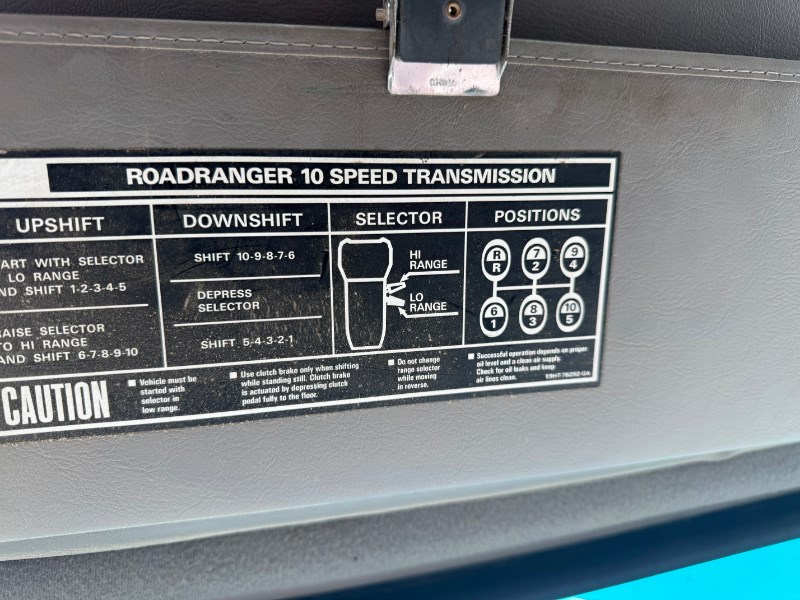 CHINA
ROADRANGER 10 SPEED TRANSMISSION
UPSHIFT
ART WITH SELECTOR
LO RANGE
ND SHIFT 1-2-3-4-5
AISE SELECTOR
TO HI RANGE
AND SHIFT 6-7-8-9-10
DOWNSHIFT
SHIFT 10-9-8-7-6
DEPRESS
SELECTOR
SHIFT 5-4-3-2-1
SELECTOR
HI
RANGE
LO
RANGE
POSITIONS
R 7 9
R 2 4
6 8 10
1 3 5
CAUTION
Vehicle must be
started with
selector in
low range.
Use clutch brake only when shifting
while standing still. Clutch brake
is actuated by depressing clutch
pedal fully to the floor.
Do not change
range selector
while moving
in reverse.
Successful operation depends on proper
oil level and a clean air supply.
Check for oil leaks and keep
air lines clean.